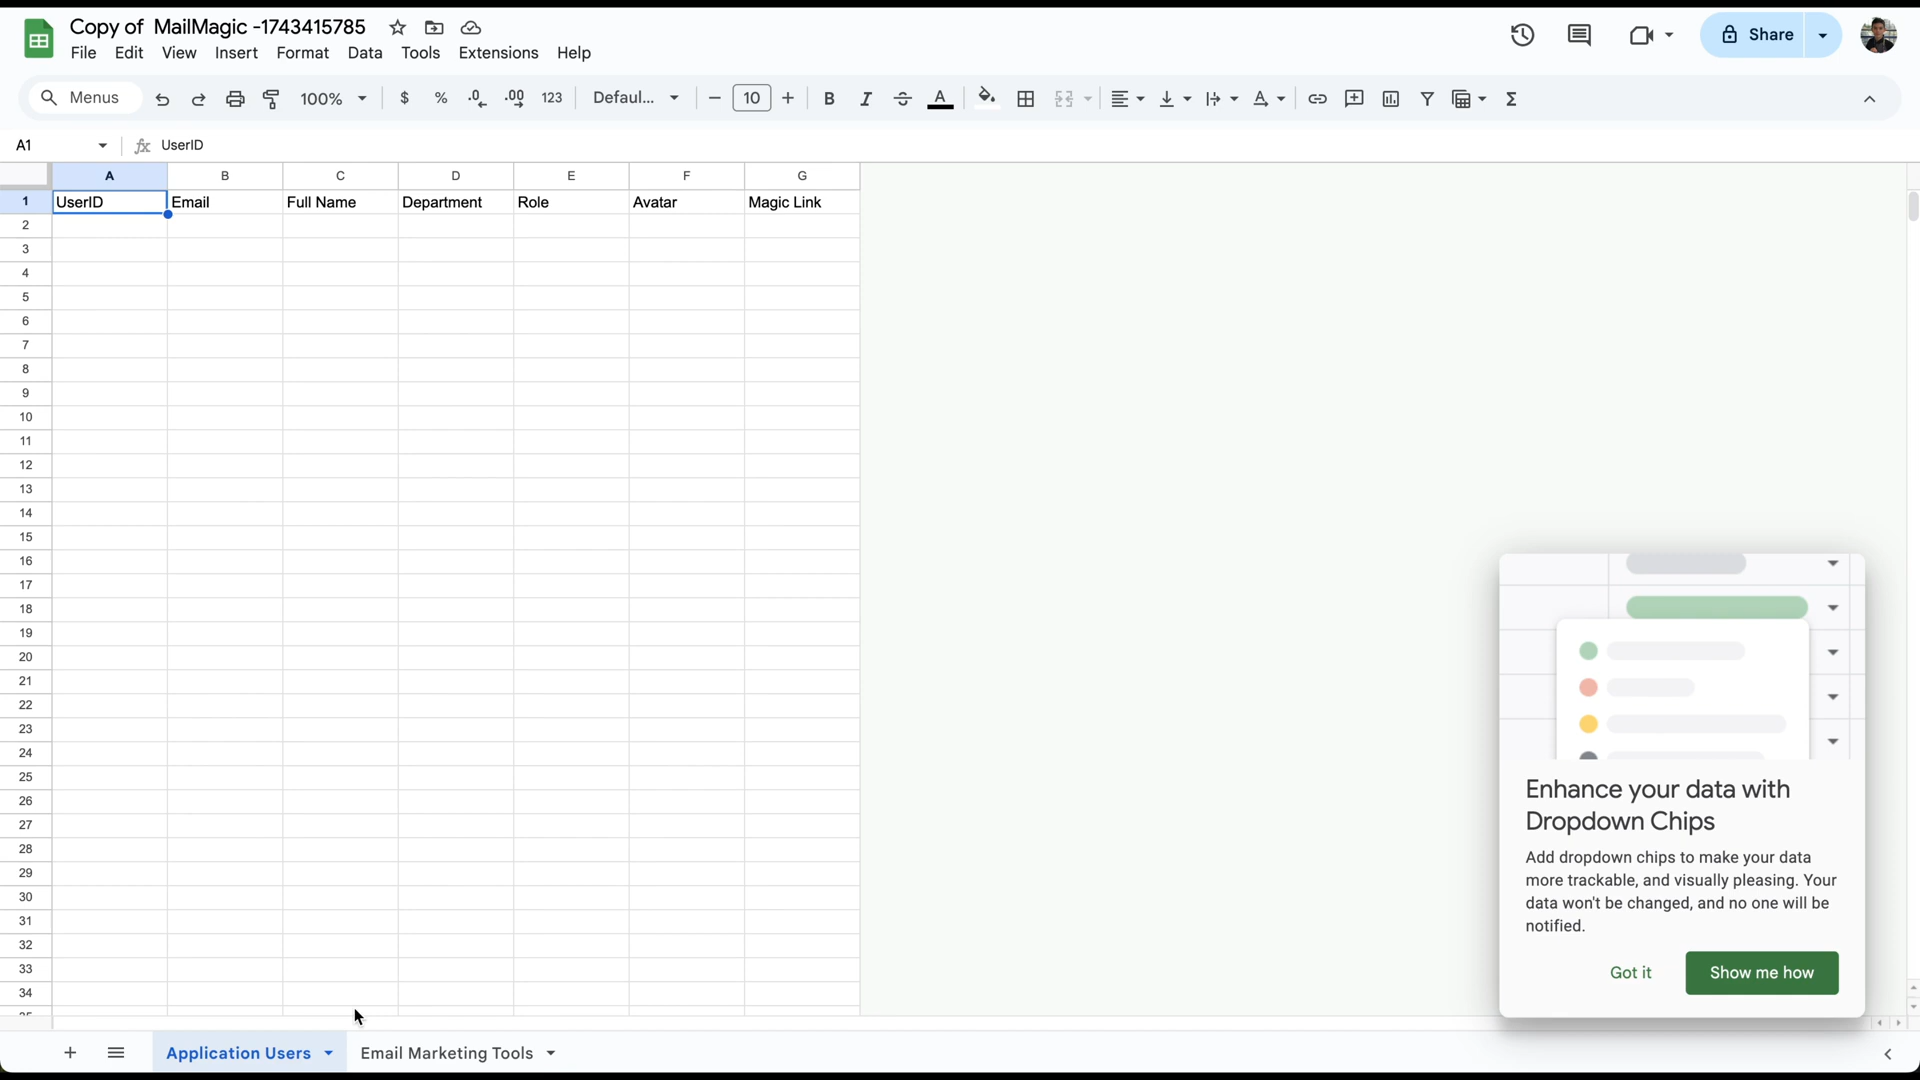 Copy of MailMagic -1743415785
File Edit View Insert Format Data Tools Extensions Help
Share
Menus 100% $ % .0 .00 123 Defaul... 10 B I A Σ
A1 fx UserID
A B C D E F G
1 UserID Email Full Name Department Role Avatar Magic Link
2
3
4
5
6
7
8
9
10
11
12
13
14
15
16
17
18
19
20
21
22
23
24
25
26
27
28
29
30
31
32
33
34
Enhance your data with
Dropdown Chips
Add dropdown chips to make your data
more trackable, and visually pleasing. Your
data won't be changed, and no one will be
notified.
Got it Show me how
Application Users Email Marketing Tools